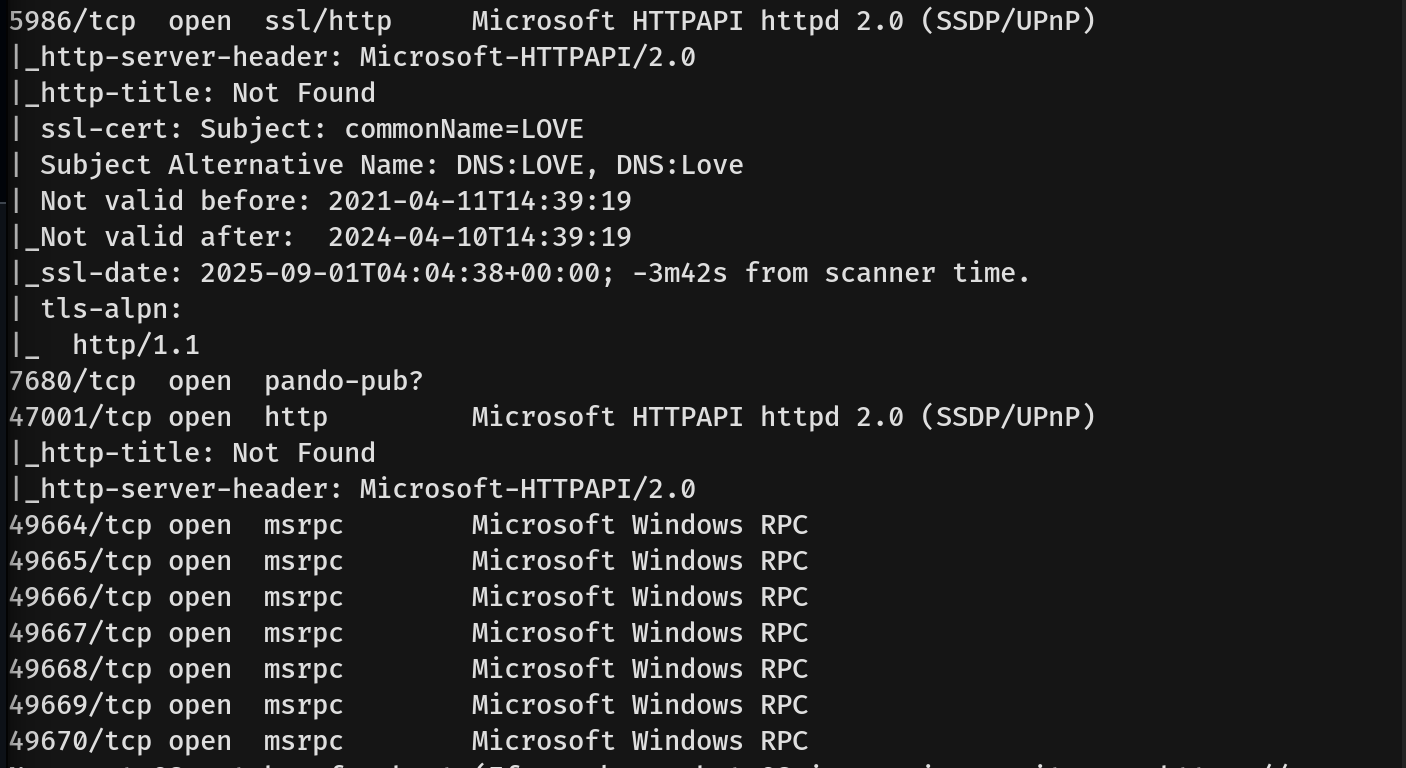 5986/tcp  open  ssl/http     Microsoft HTTPAPI httpd 2.0 (SSDP/UPnP)
|_http-server-header: Microsoft-HTTPAPI/2.0
|_http-title: Not Found
| ssl-cert: Subject: commonName=LOVE
| Subject Alternative Name: DNS:LOVE, DNS:Love
| Not valid before: 2021-04-11T14:39:19
|_Not valid after:  2024-04-10T14:39:19
|_ssl-date: 2025-09-01T04:04:38+00:00; -3m42s from scanner time.
| tls-alpn:
|_  http/1.1
7680/tcp  open  pando-pub?
47001/tcp open  http         Microsoft HTTPAPI httpd 2.0 (SSDP/UPnP)
|_http-title: Not Found
|_http-server-header: Microsoft-HTTPAPI/2.0
49664/tcp open  msrpc        Microsoft Windows RPC
49665/tcp open  msrpc        Microsoft Windows RPC
49666/tcp open  msrpc        Microsoft Windows RPC
49667/tcp open  msrpc        Microsoft Windows RPC
49668/tcp open  msrpc        Microsoft Windows RPC
49669/tcp open  msrpc        Microsoft Windows RPC
49670/tcp open  msrpc        Microsoft Windows RPC